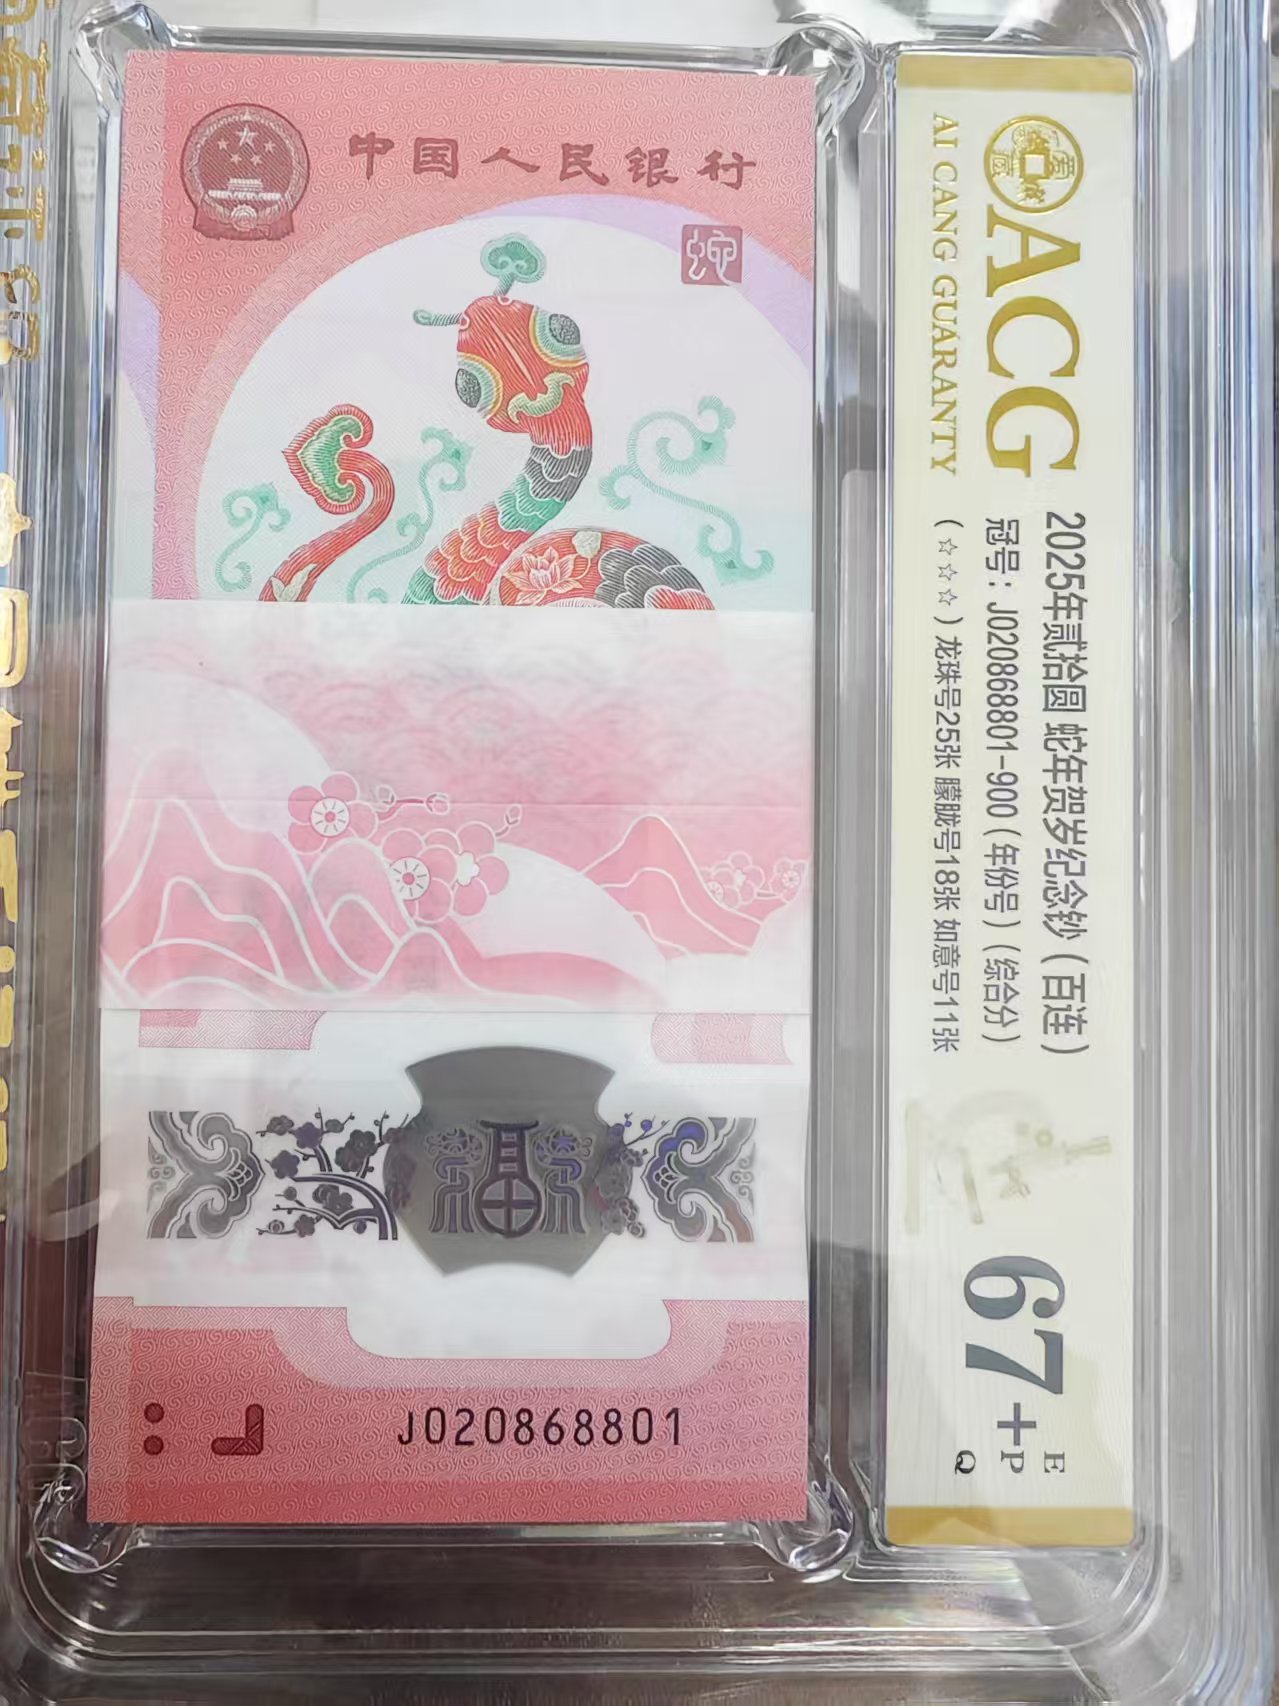 中国人民银行
蛇
J020868801
ACG
AI CANG GUARANTY
2025年贰拾圆 蛇年贺岁纪念钞(百连)
冠号:J020868801-900(年份号)(综合分)
(☆☆☆)龙珠号25张 朦胧号18张 如意号11张
67+
E
P
Q